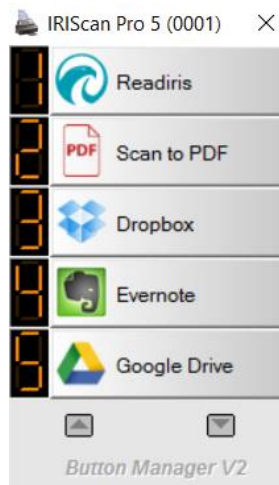 IRIScan Pro 5 (0001)
1 Readiris
2 PDF Scan to PDF
3 Dropbox
4 Evernote
5 Google Drive
Button Manager V2